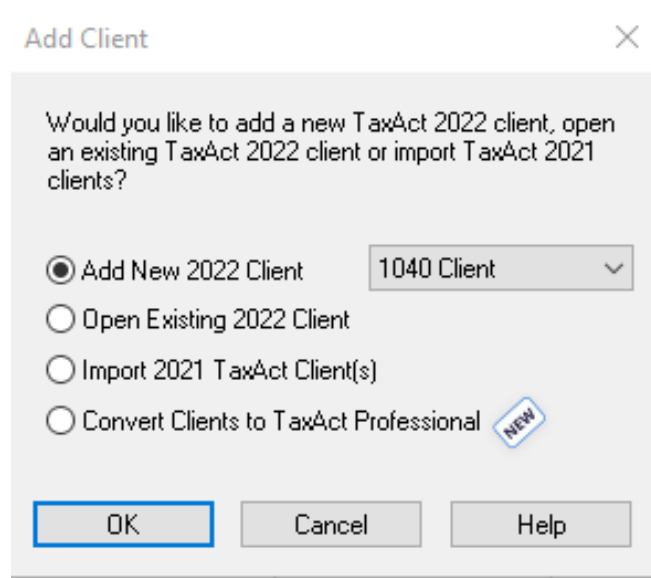 Add Client
Would you like to add a new TaxAct 2022 client, open
an existing TaxAct 2022 client or import TaxAct 2021
clients?
Add New 2022 Client 1040 Client
Open Existing 2022 Client
Import 2021 TaxAct Client(s)
Convert Clients to TaxAct Professional NEW
OK Cancel Help